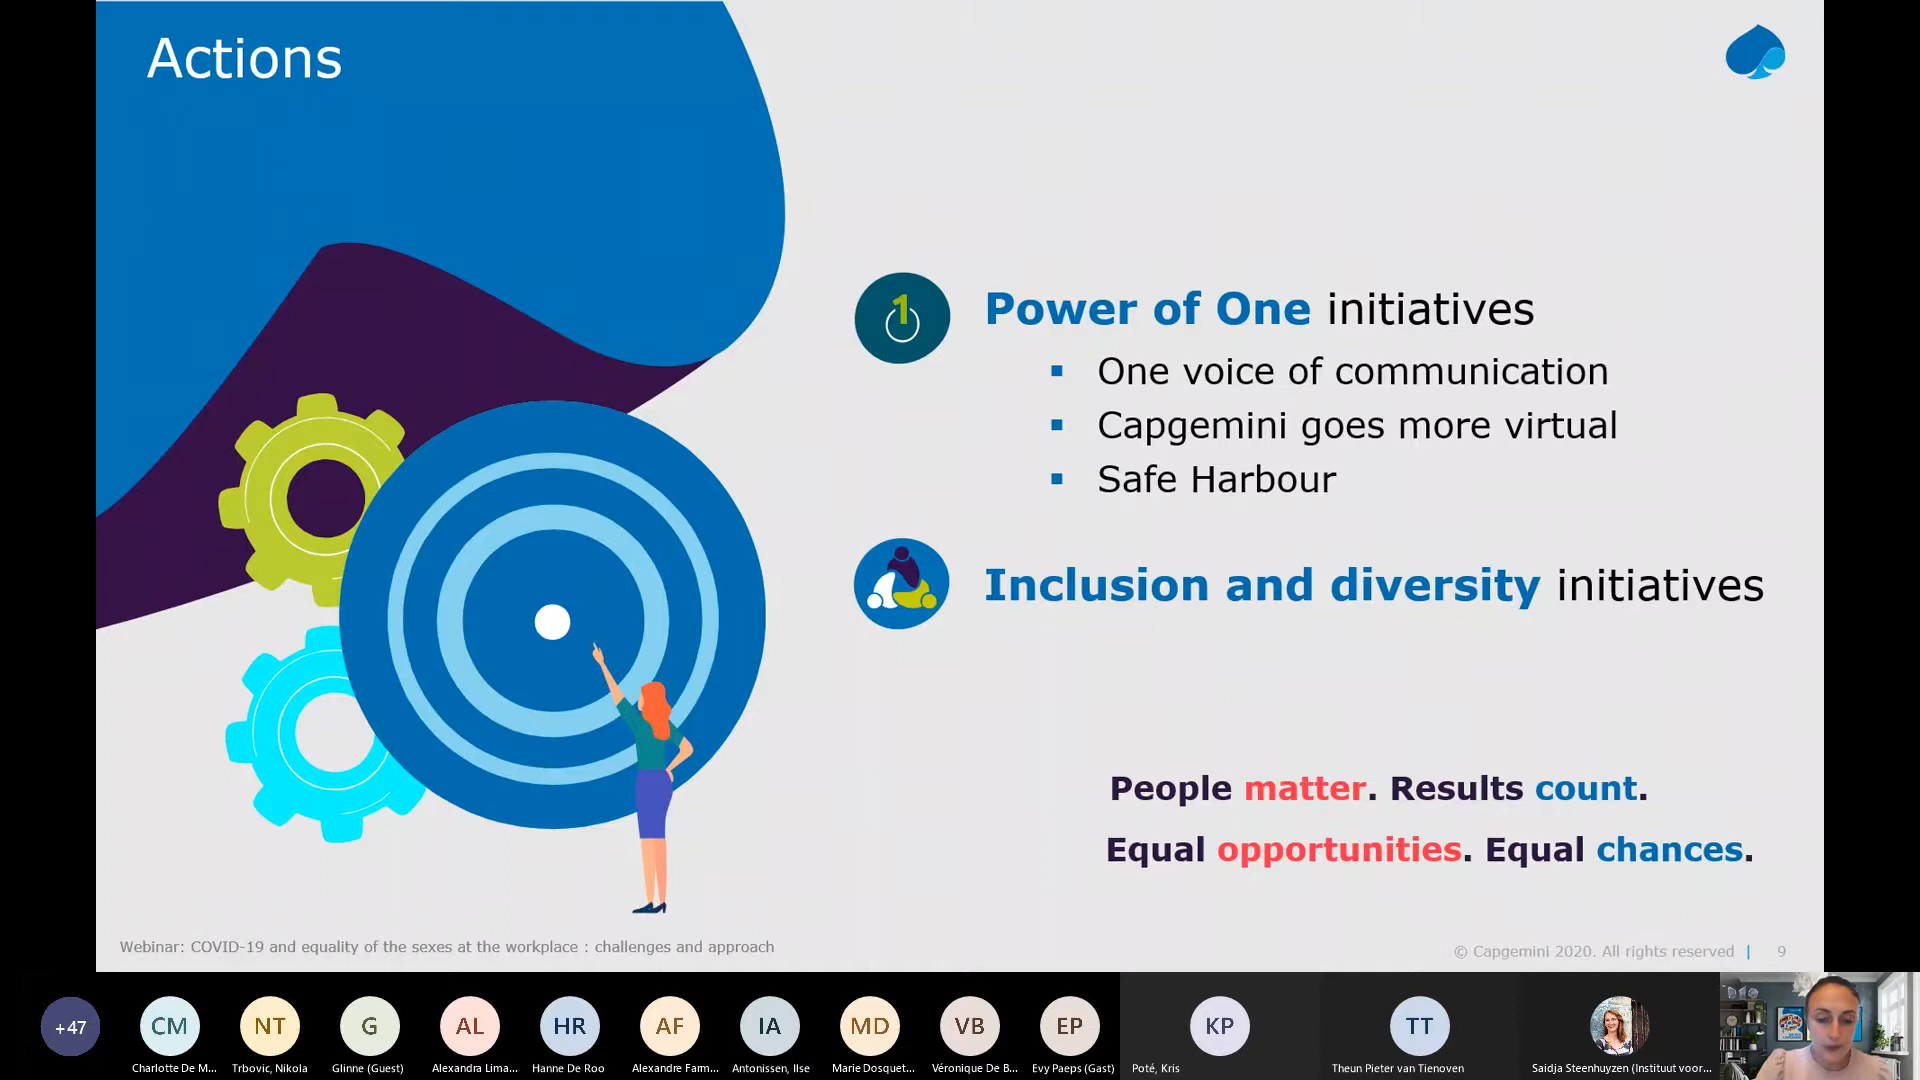 Actions
1
Power of One initiatives
One voice of communication
Capgemini goes more virtual
Safe Harbour
Inclusion and diversity initiatives
People matter. Results count.
Equal opportunities. Equal chances.
Webinar: COVID-19 and equality of the sexes at the workplace : challenges and approach
© Capgemini 2020. All rights reserved | 9
+47 CM NT G AL HR AF IA MD VB EP KP TT
Charlotte De M... Trbovic, Nikola Glinne (Guest) Alexandra Lima... Hanne De Roo Alexandre Farm... Antonissen, Ilse Marie Dosquet... Véronique De B... Evy Paeps (Gast) Poté, Kris Theun Pieter van Tienoven Saidja Steenhuyzen (Instituut voor...